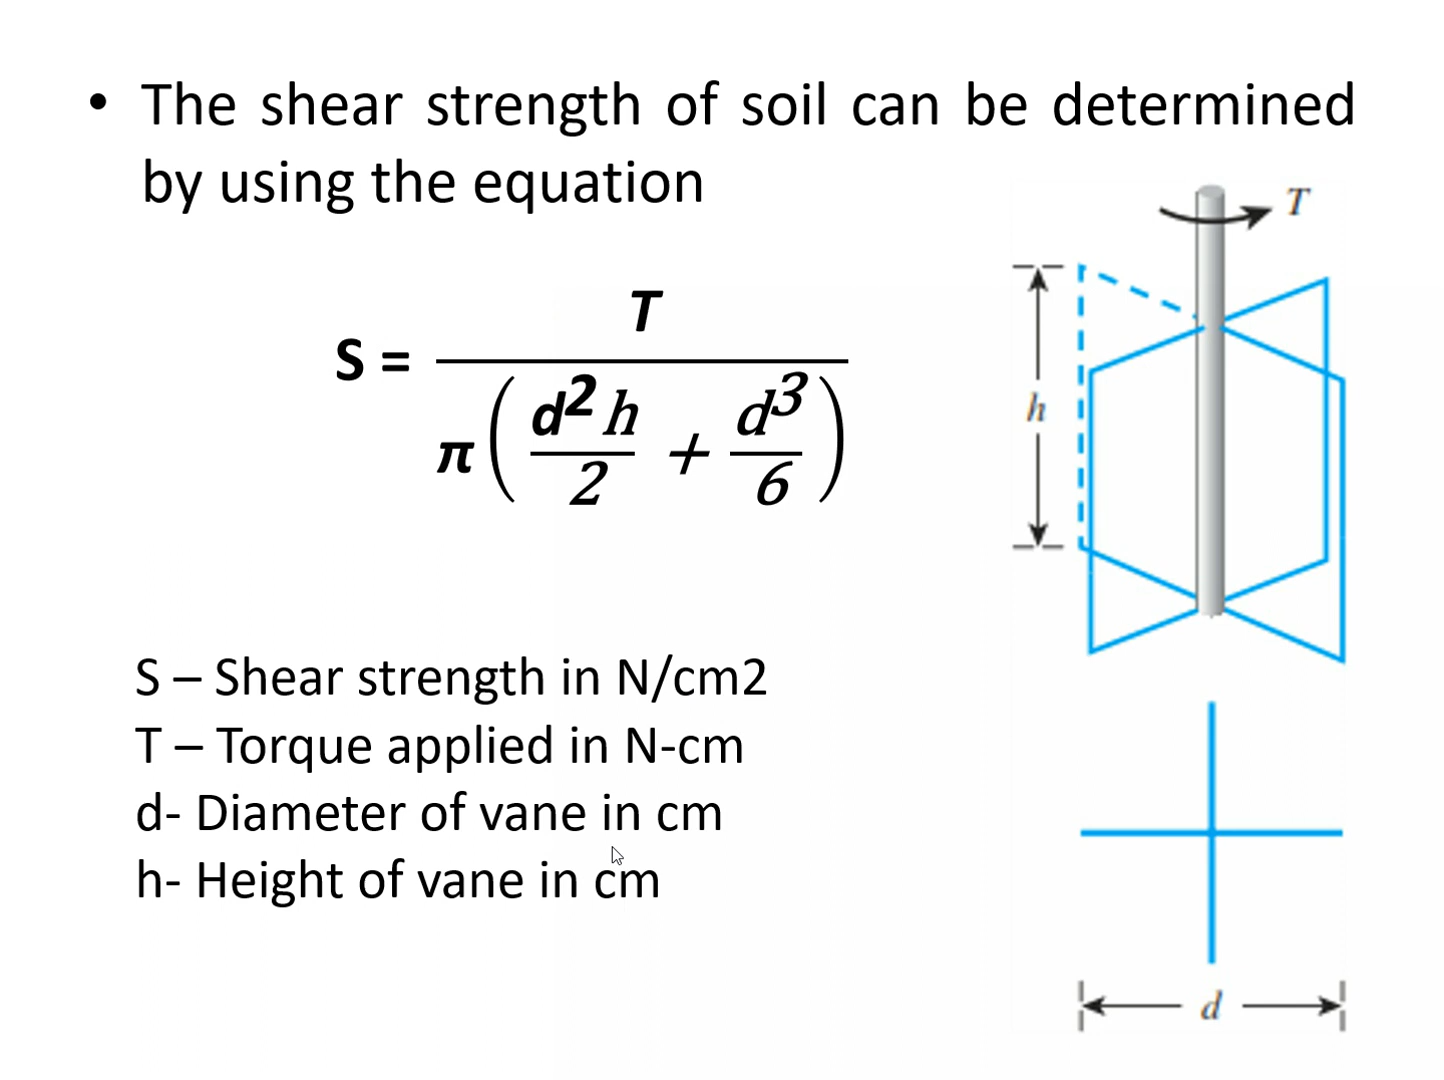 • The shear strength of soil can be determined
by using the equation
S = T / π ( d² h / 2 + d³ / 6 )
S – Shear strength in N/cm2
T – Torque applied in N-cm
d- Diameter of vane in cm
h- Height of vane in cm
T
h
d